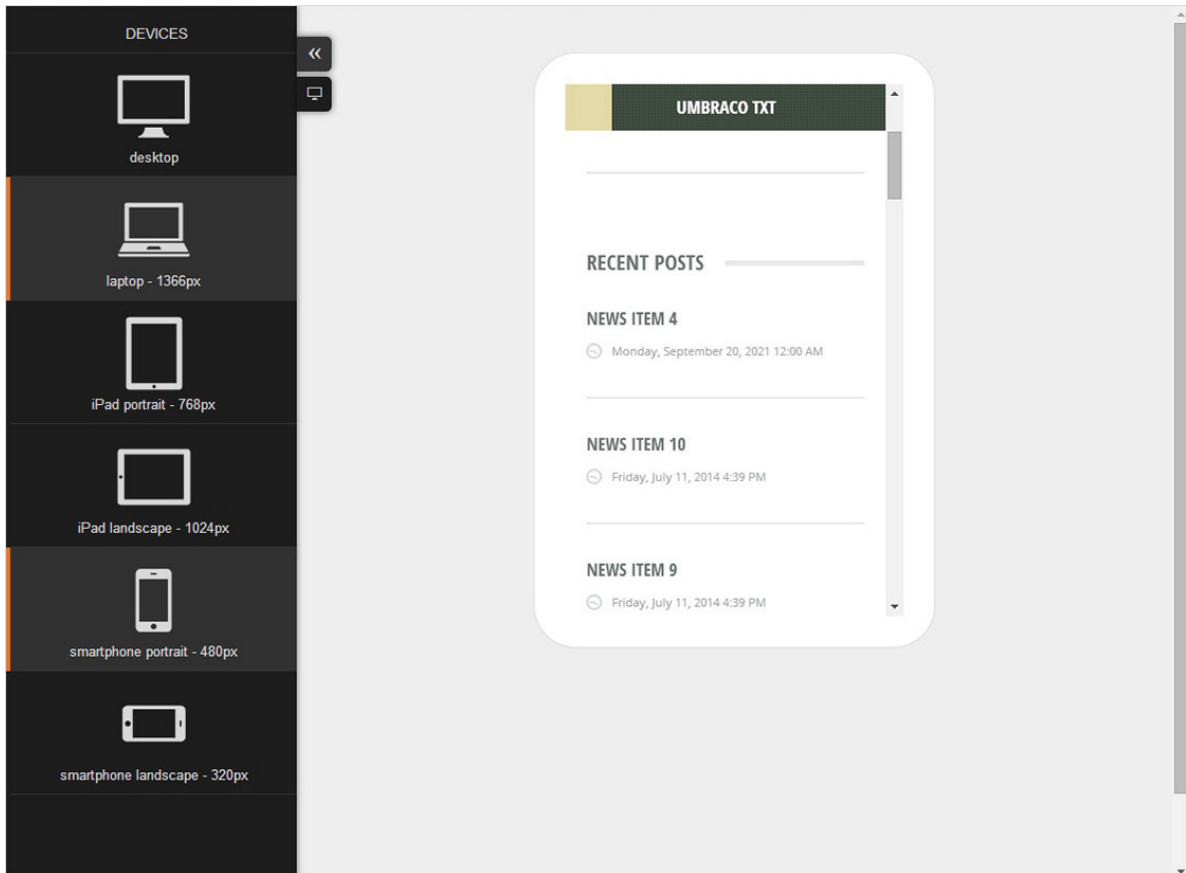 DEVICES
desktop
laptop - 1366px
iPad portrait - 768px
iPad landscape - 1024px
smartphone portrait - 480px
smartphone landscape - 320px
UMBRACO TXT
RECENT POSTS
NEWS ITEM 4
Monday, September 20, 2021 12:00 AM
NEWS ITEM 10
Friday, July 11, 2014 4:39 PM
NEWS ITEM 9
Friday, July 11, 2014 4:39 PM